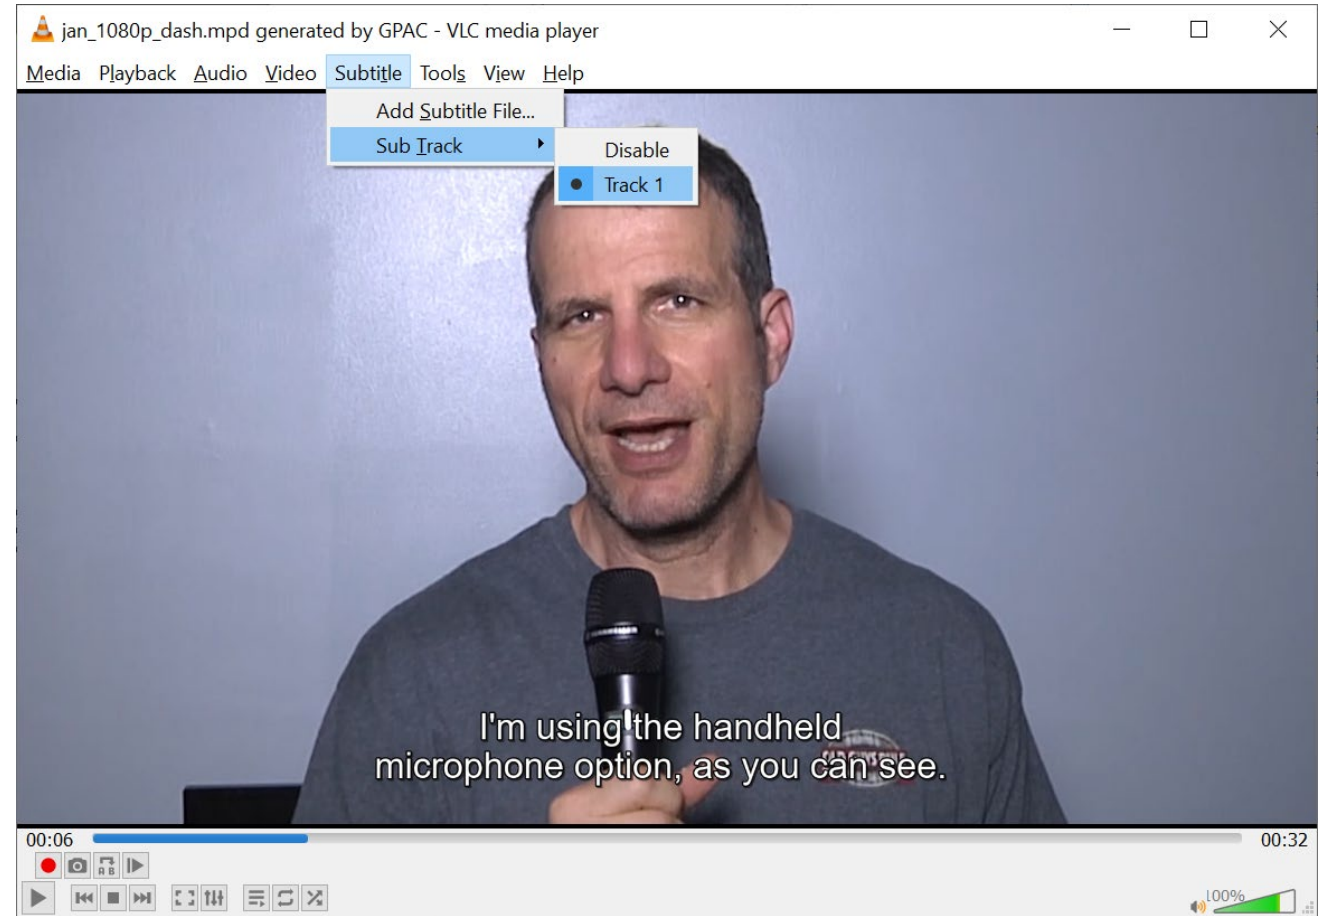 jan_1080p_dash.mpd generated by GPAC - VLC media player
Media Playback Audio Video Subtitle Tools View Help
Add Subtitle File...
Sub Track
Disable
Track 1
I'm using the handheld
microphone option, as you can see.
00:06 00:32
A B
100%